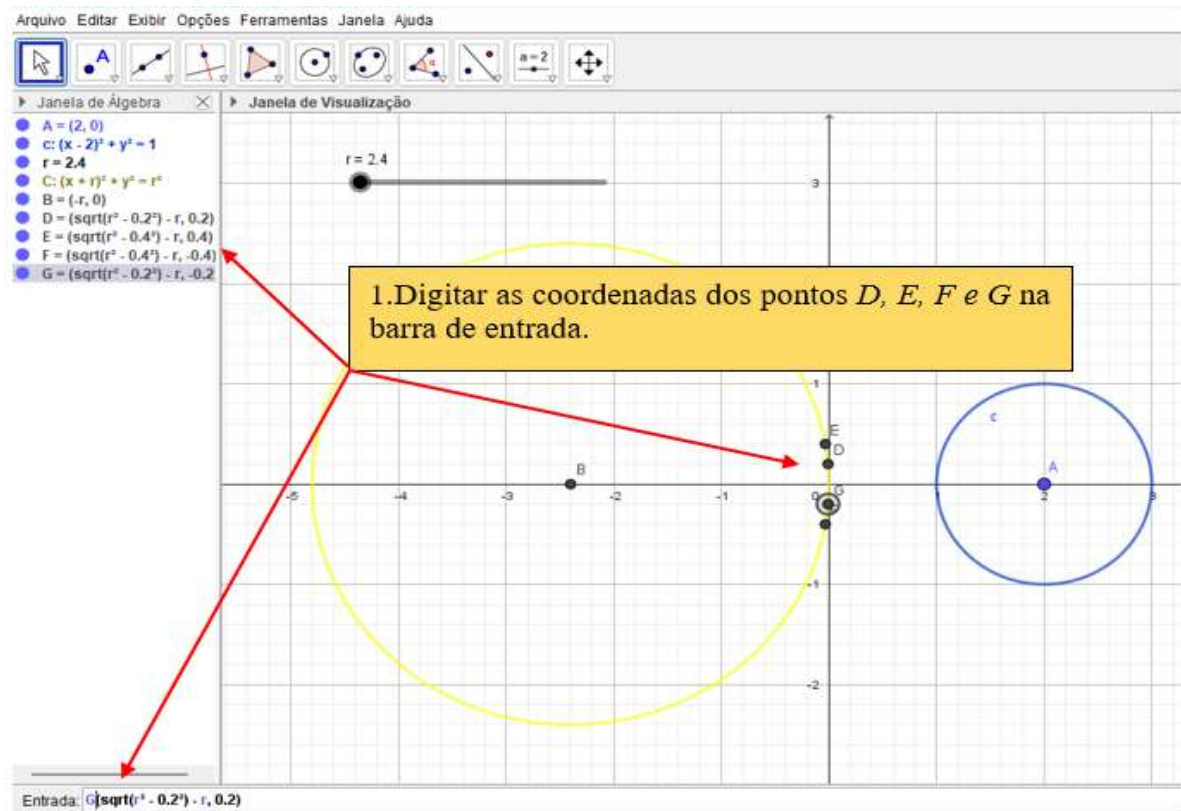 Arquivo Editar Exibir Opções Ferramentas Janela Ajuda
A
α
a = 2
Janela de Álgebra
Janela de Visualização
A = (2, 0)
c: (x - 2)² + y² = 1
r = 2.4
C: (x + r)² + y² = r²
B = (-r, 0)
D = (sqrt(r² - 0.2²) - r, 0.2)
E = (sqrt(r² - 0.4²) - r, 0.4)
F = (sqrt(r² - 0.4²) - r, -0.4)
G = (sqrt(r² - 0.2²) - r, -0.2
r = 2.4
3
1.Digitar as coordenadas dos pontos D, E, F e G na
barra de entrada.
1
c
E
D
B
G
A
-5 -4 -3 -2 -1 0 1 2 3
-1
-2
Entrada: G(sqrt(r² - 0.2²) - r, 0.2)